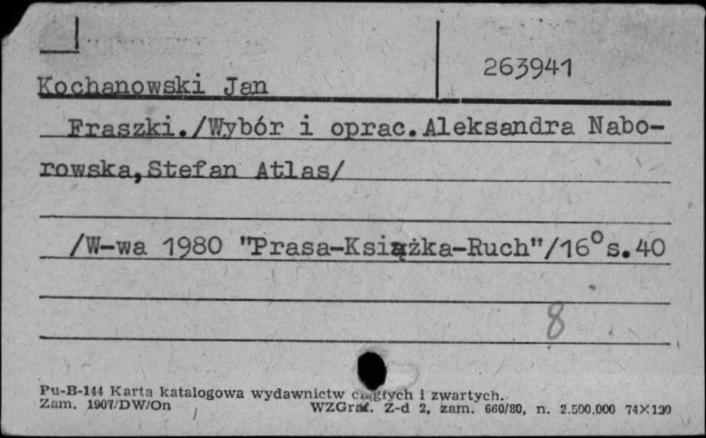 263941
Kochanowski Jan
Fraszki./Wybór i oprac.Aleksandra Nabo-
rowska,Stefan Atlas/
/W-wa 1980 "Prasa-Książka-Ruch"/16° s.40
8
Pu-B-144 Karta katalogowa wydawnictw ciągłych i zwartych.
Zam. 1907/DW/On WZGraf. Z-d 2, zam. 660/80, n. 2.500.000 74×120